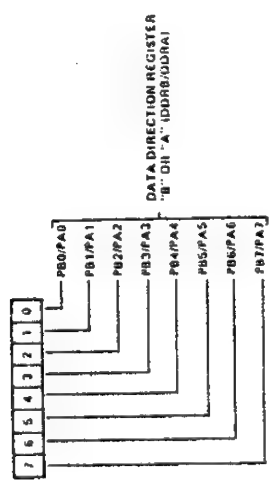 7 6 5 4 3 2 1 0
PB0/PA0
PB1/PA1
PB2/PA2
PB3/PA3
PB4/PA4
PB5/PA5
PB6/PA6
PB7/PA7
DATA DIRECTION REGISTER
"B" OR "A" (DDRB/DDRA)